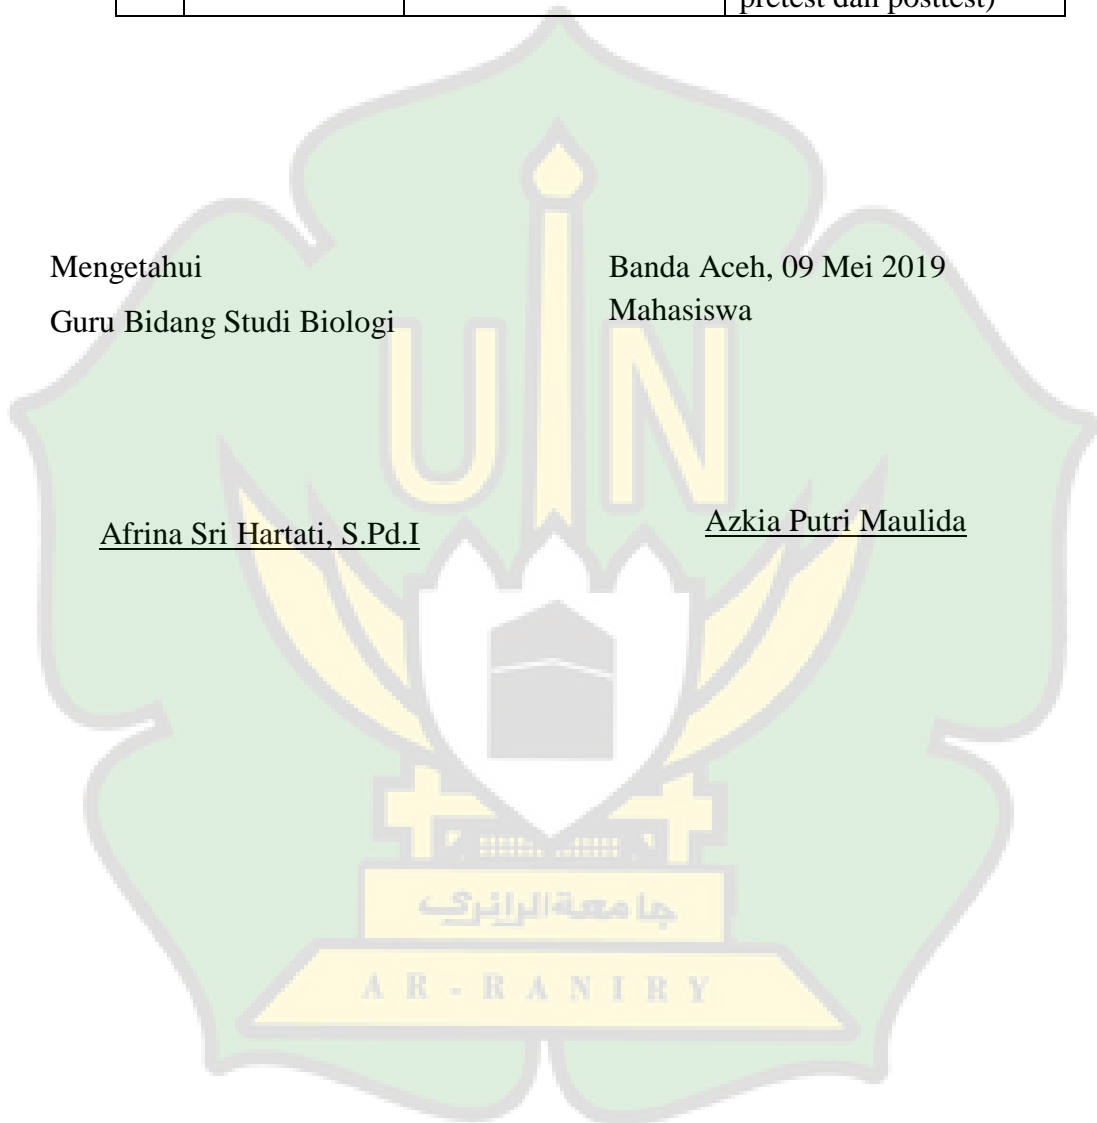 pretest dan posttest)
Mengetahui
Guru Bidang Studi Biologi
Afrina Sri Hartati, S.Pd.I
Banda Aceh, 09 Mei 2019
Mahasiswa
Azkia Putri Maulida
UIN
جامعة الرانري
AR-RANIRY